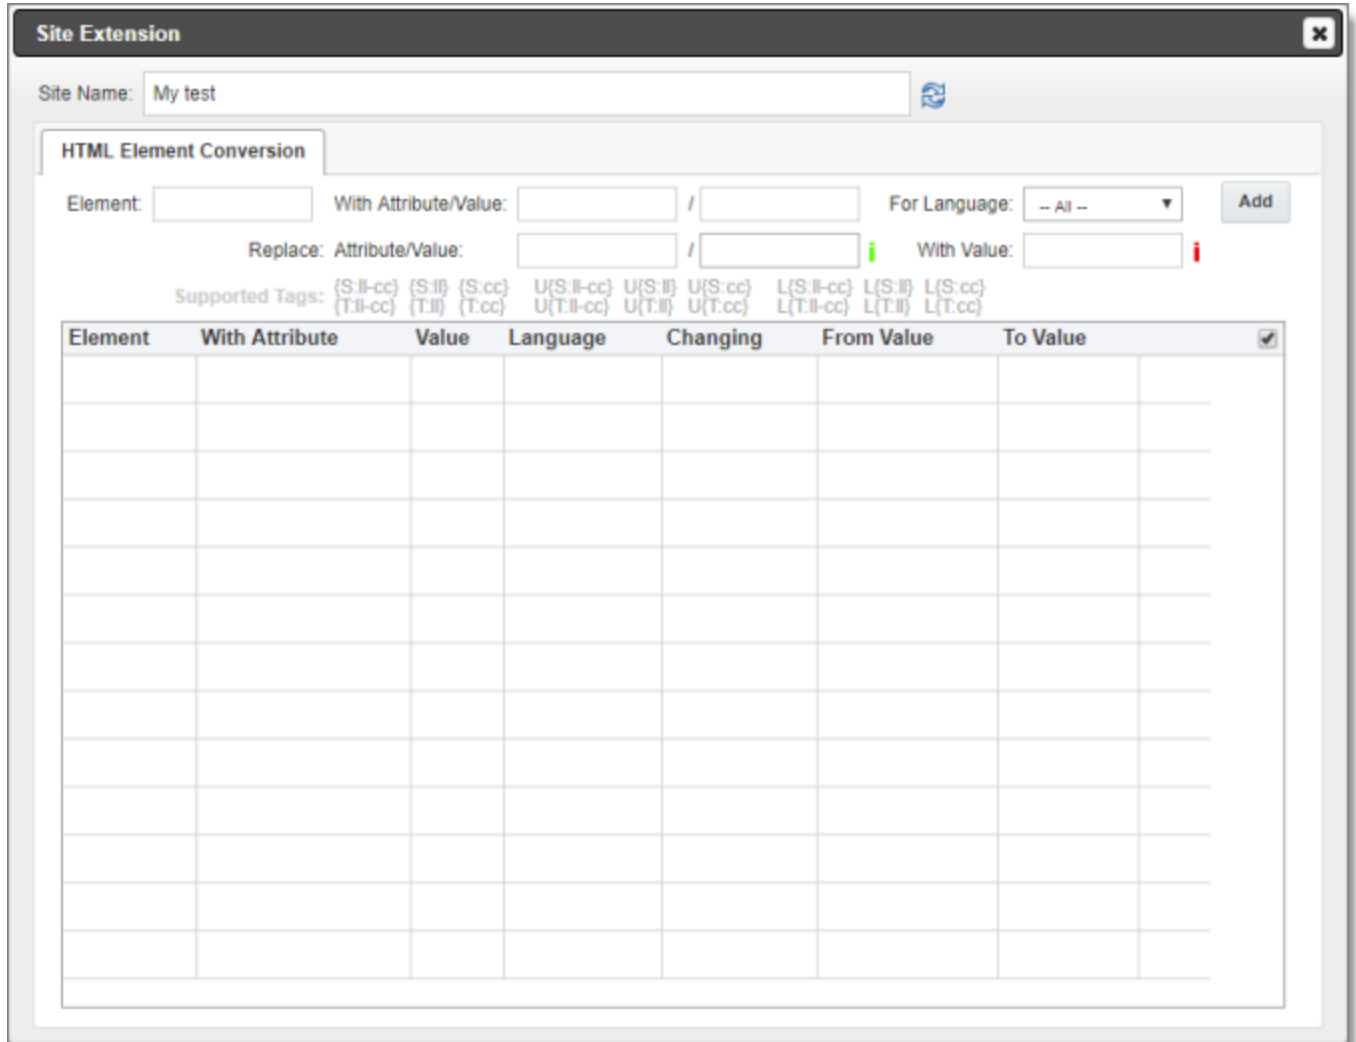 Site Extension
Site Name: My test
HTML Element Conversion
Element: With Attribute/Value: / For Language: -- All -- Add
Replace: Attribute/Value: / With Value:
Supported Tags: {S:ll-cc} {S:ll} {S:cc} U{S:ll-cc} U{S:ll} U{S:cc} L{S:ll-cc} L{S:ll} L{S:cc}
{T:ll-cc} {T:ll} {T:cc} U{T:ll-cc} U{T:ll} U{T:cc} L{T:ll-cc} L{T:ll} L{T:cc}
Element With Attribute Value Language Changing From Value To Value